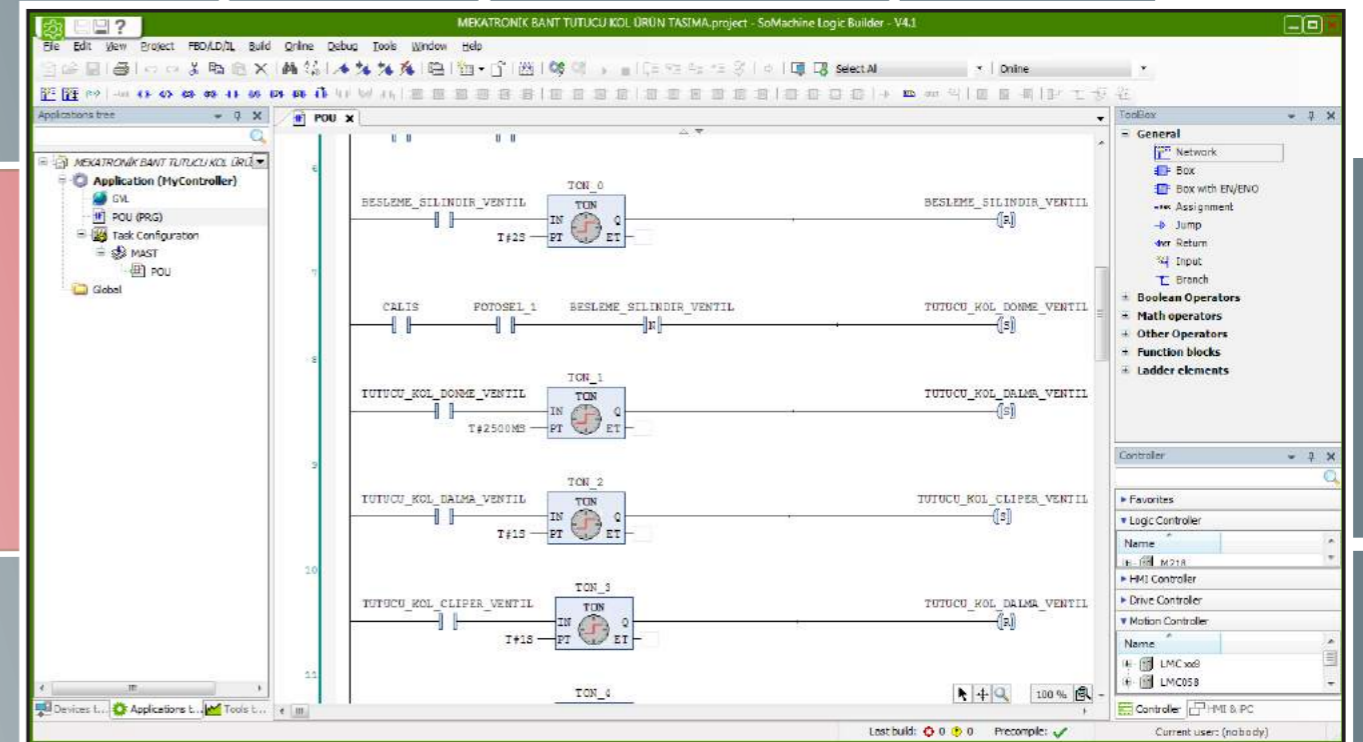 MEKATRONİK BANT TUTUCU KOL ÜRÜN TASIMA.project - SoMachine Logic Builder - V4.1
File Edit View Project FBD/LD/IL Build Online Debug Tools Window Help
Select All
Online
Applications tree
MEKATRONİK BANT TUTUCU KOL ÜRÜ
Application (MyController)
GVL
POU (PRG)
Task Configuration
MAST
POU
Global
Devices t...
Applications t...
Tools t...
POU
6
TON_0
BESLEME_SILINDIR_VENTIL
TON
BESLEME_SILINDIR_VENTIL
IN Q
R
T#2S
PT ET
7
CALIS
FOTOSEL_1
BESLEME_SILINDIR_VENTIL
TUTUCU_KOL_DONME_VENTIL
N
S
8
TON_1
TUTUCU_KOL_DONME_VENTIL
TON
TUTUCU_KOL_DALMA_VENTIL
IN Q
S
T#2500MS
PT ET
9
TON_2
TUTUCU_KOL_DALMA_VENTIL
TON
TUTUCU_KOL_CLIPER_VENTIL
IN Q
S
T#1S
PT ET
10
TON_3
TUTUCU_KOL_CLIPER_VENTIL
TON
TUTUCU_KOL_DALMA_VENTIL
IN Q
R
T#1S
PT ET
11
TON_4
100 %
ToolBox
General
Network
Box
Box with EN/ENO
Assignment
Jump
Return
Input
Branch
Boolean Operators
Math operators
Other Operators
Function blocks
Ladder elements
Controller
Favorites
Logic Controller
Name
M218
HMI Controller
Drive Controller
Motion Controller
Name
LMC058
Controller
HMI & PC
Last build: 0 0
Precompile:
Current user: (nobody)